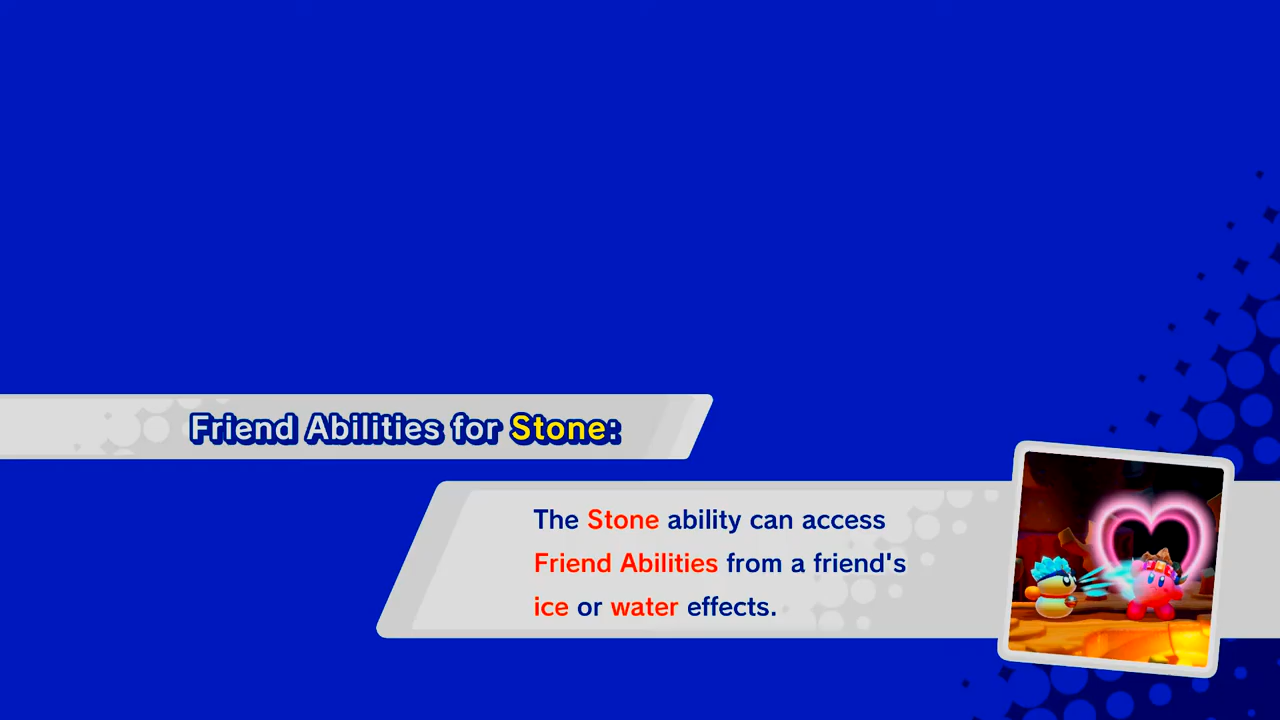 Friend Abilities for Stone:
The Stone ability can access
Friend Abilities from a friend's
ice or water effects.